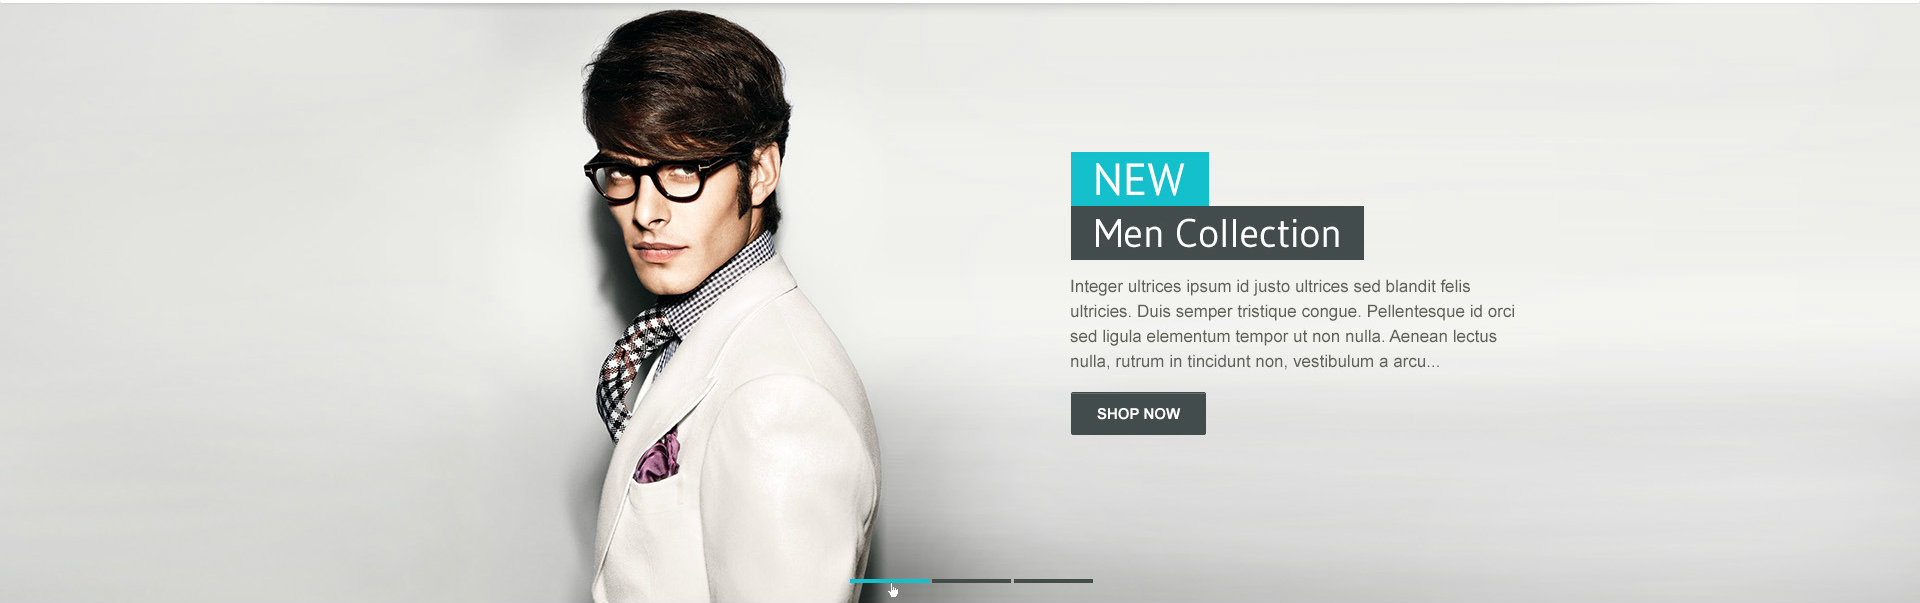 NEW
Men Collection
Integer ultrices ipsum id justo ultrices sed blandit felis
ultricies. Duis semper tristique congue. Pellentesque id orci
sed ligula elementum tempor ut non nulla. Aenean lectus
nulla, rutrum in tincidunt non, vestibulum a arcu...
SHOP NOW